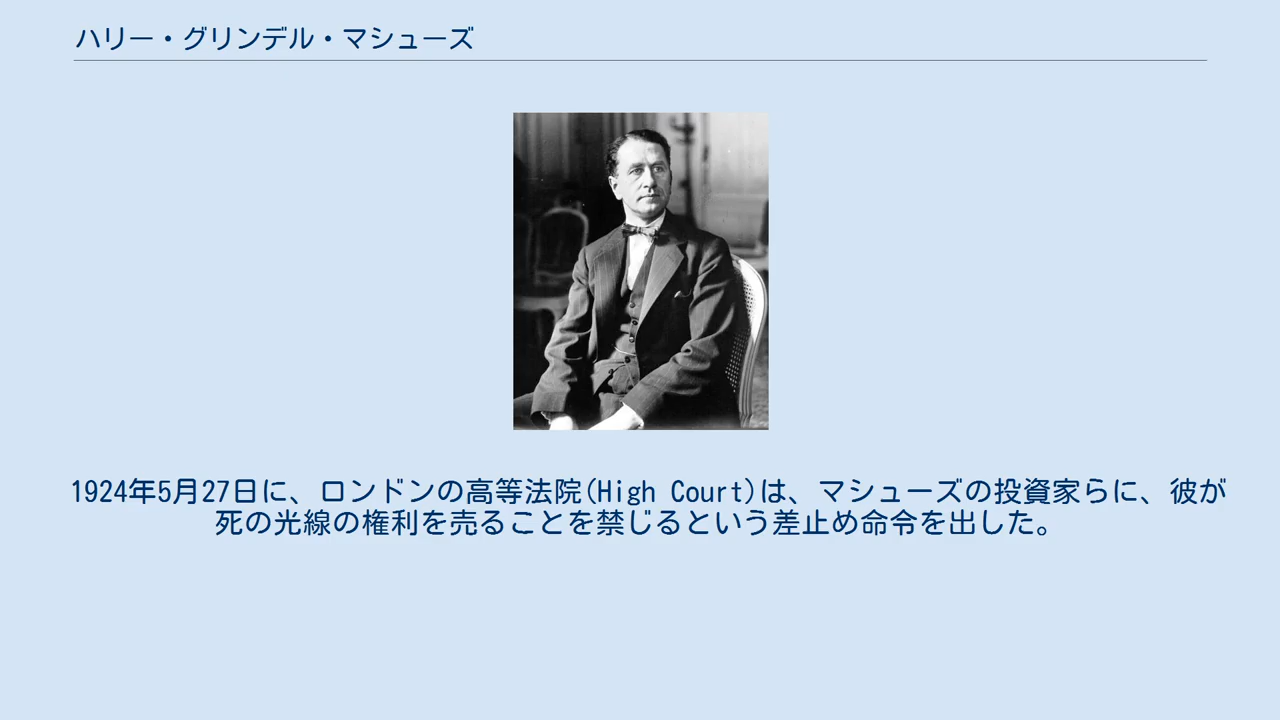 ハリー・グリンデル・マシューズ
1924年5月27日に、ロンドンの高等法院(High Court)は、マシューズの投資家らに、彼が
死の光線の権利を売ることを禁じるという差止め命令を出した。